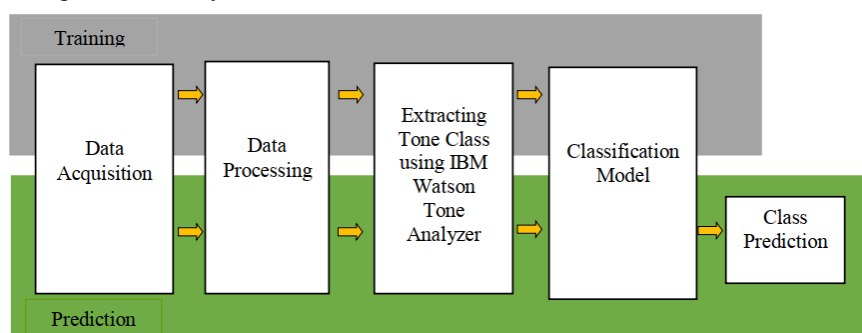 Training
Data
Acquisition
Data
Processing
Extracting
Tone Class
using IBM
Watson
Tone
Analyzer
Classification
Model
Class
Prediction
Prediction